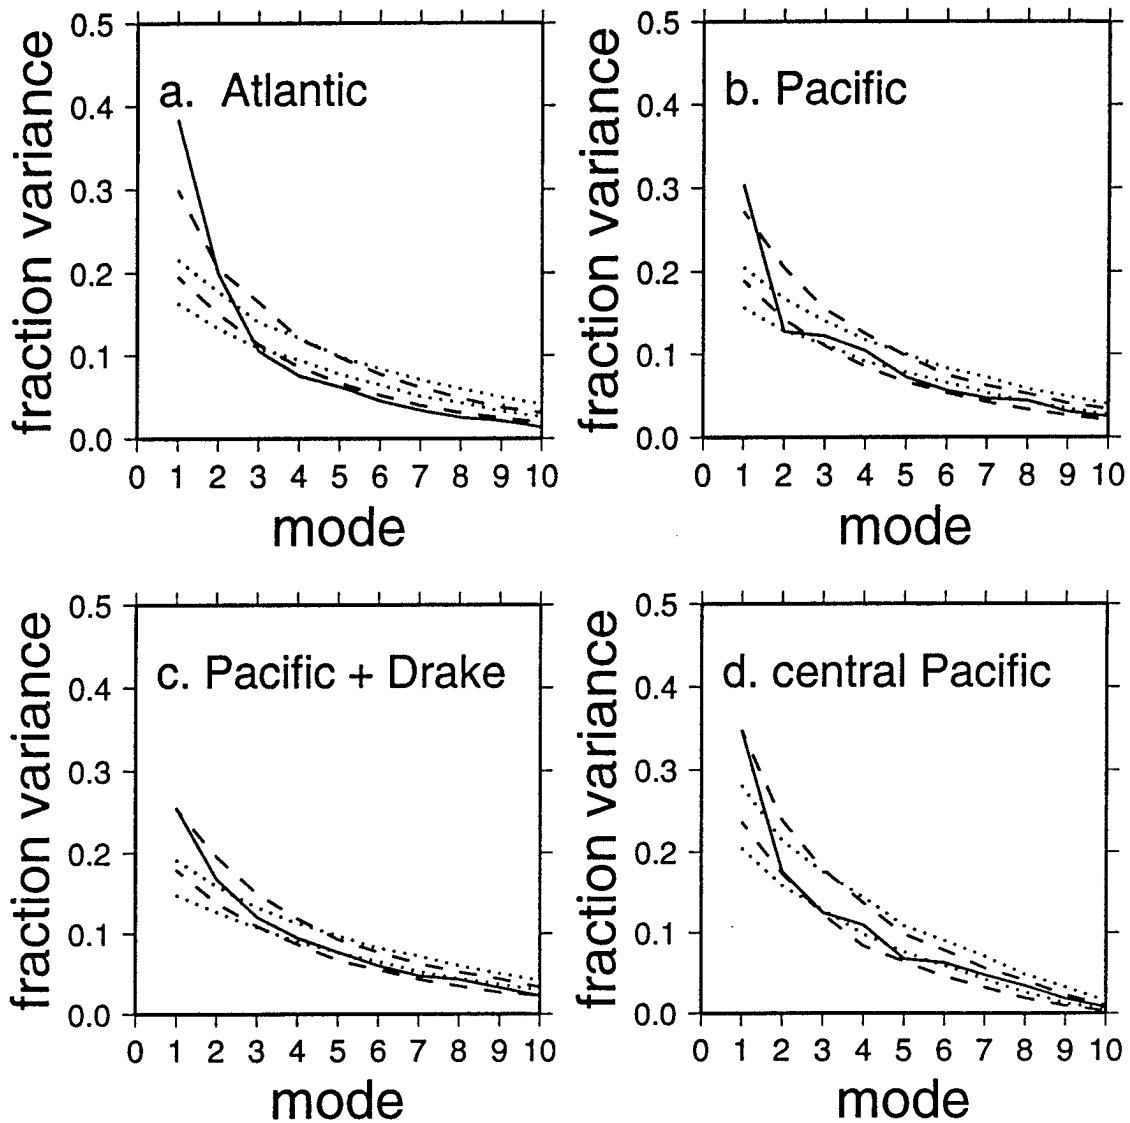 a. Atlantic
fraction variance
0.5
0.4
0.3
0.2
0.1
0.0
0 1 2 3 4 5 6 7 8 9 10
mode
b. Pacific
fraction variance
0.5
0.4
0.3
0.2
0.1
0.0
0 1 2 3 4 5 6 7 8 9 10
mode
c. Pacific + Drake
fraction variance
0.5
0.4
0.3
0.2
0.1
0.0
0 1 2 3 4 5 6 7 8 9 10
mode
d. central Pacific
fraction variance
0.5
0.4
0.3
0.2
0.1
0.0
0 1 2 3 4 5 6 7 8 9 10
mode